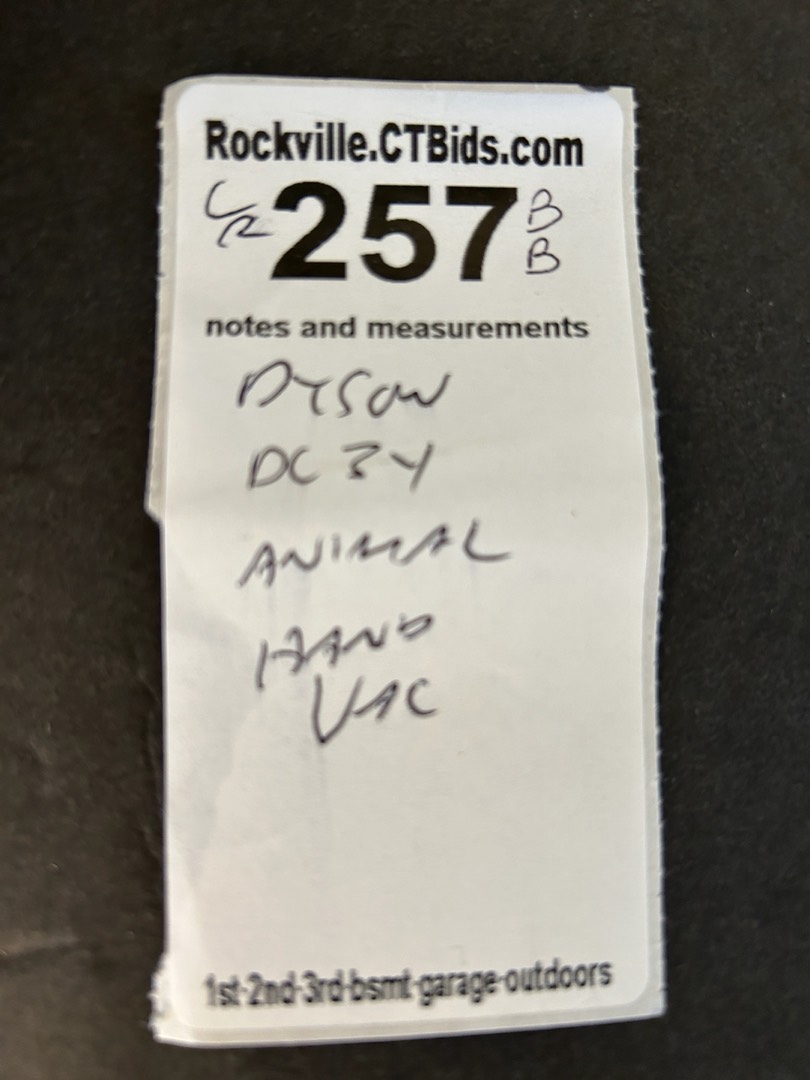 Rockville.CTBids.com
257 B
B
notes and measurements
DYSON
DC34
ANIMAL
HAND
VAC
1st-2nd-3rd-bsmt-garage-outdoors